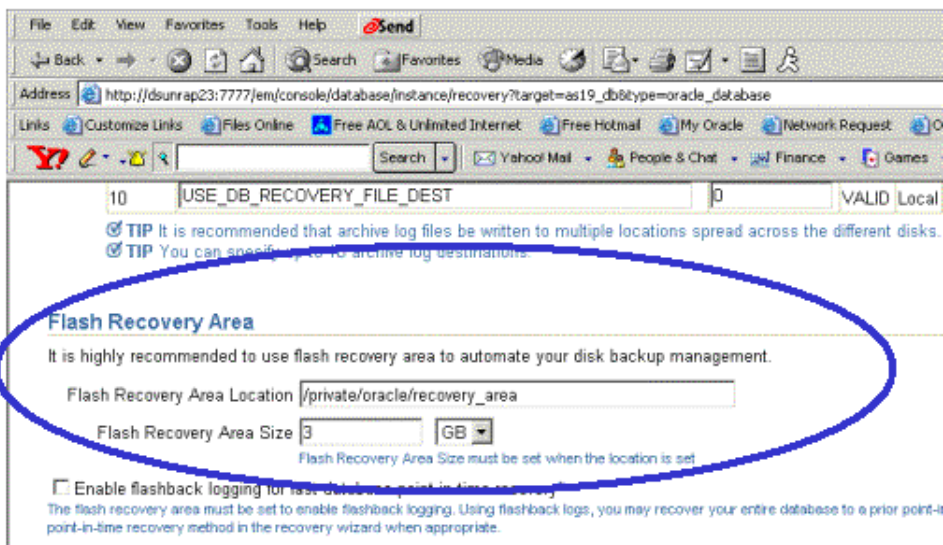 File Edit View Favorites Tools Help Send
Back Search Favorites Media
Address http://dsunrap23:7777/em/console/database/instance/recovery?target=as19_db&type=oracle_database
Links Customize Links Files Online Free AOL & Unlimited Internet Free Hotmail My Oracle Network Request
Y? Search Yahoo! Mail People & Chat Finance Games
10 USE_DB_RECOVERY_FILE_DEST 0 VALID Local
TIP It is recommended that archive log files be written to multiple locations spread across the different disks.
TIP You can specify up to 10 archive log destinations.
Flash Recovery Area
It is highly recommended to use flash recovery area to automate your disk backup management.
Flash Recovery Area Location /private/oracle/recovery_area
Flash Recovery Area Size 3 GB
Flash Recovery Area Size must be set when the location is set
Enable flashback logging for fast database point-in-time recovery
The flash recovery area must be set to enable flashback logging. Using flashback logs, you may recover your entire database to a prior
point-in-time recovery method in the recovery wizard when appropriate.